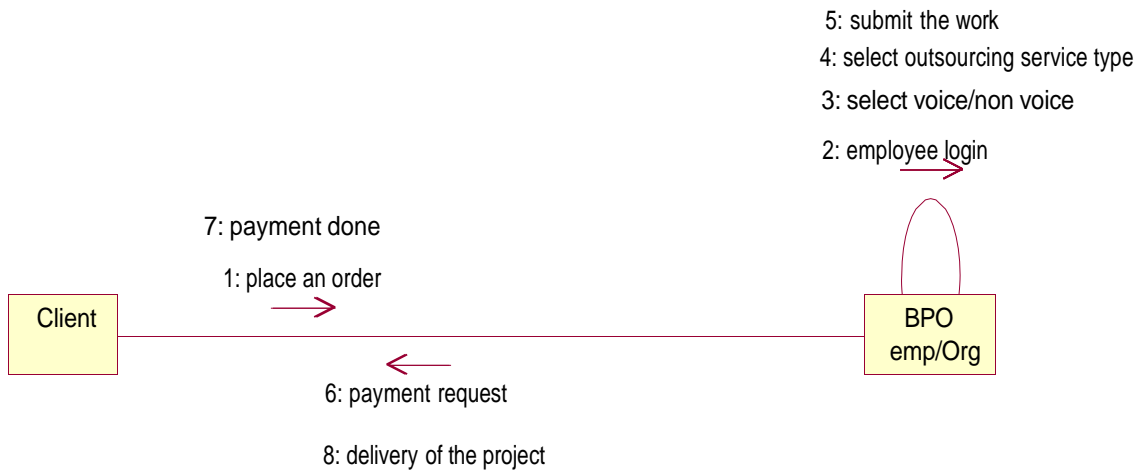 5: submit the work
4: select outsourcing service type
3: select voice/non voice
2: employee login
7: payment done
1: place an order
Client
BPO
emp/Org
6: payment request
8: delivery of the project